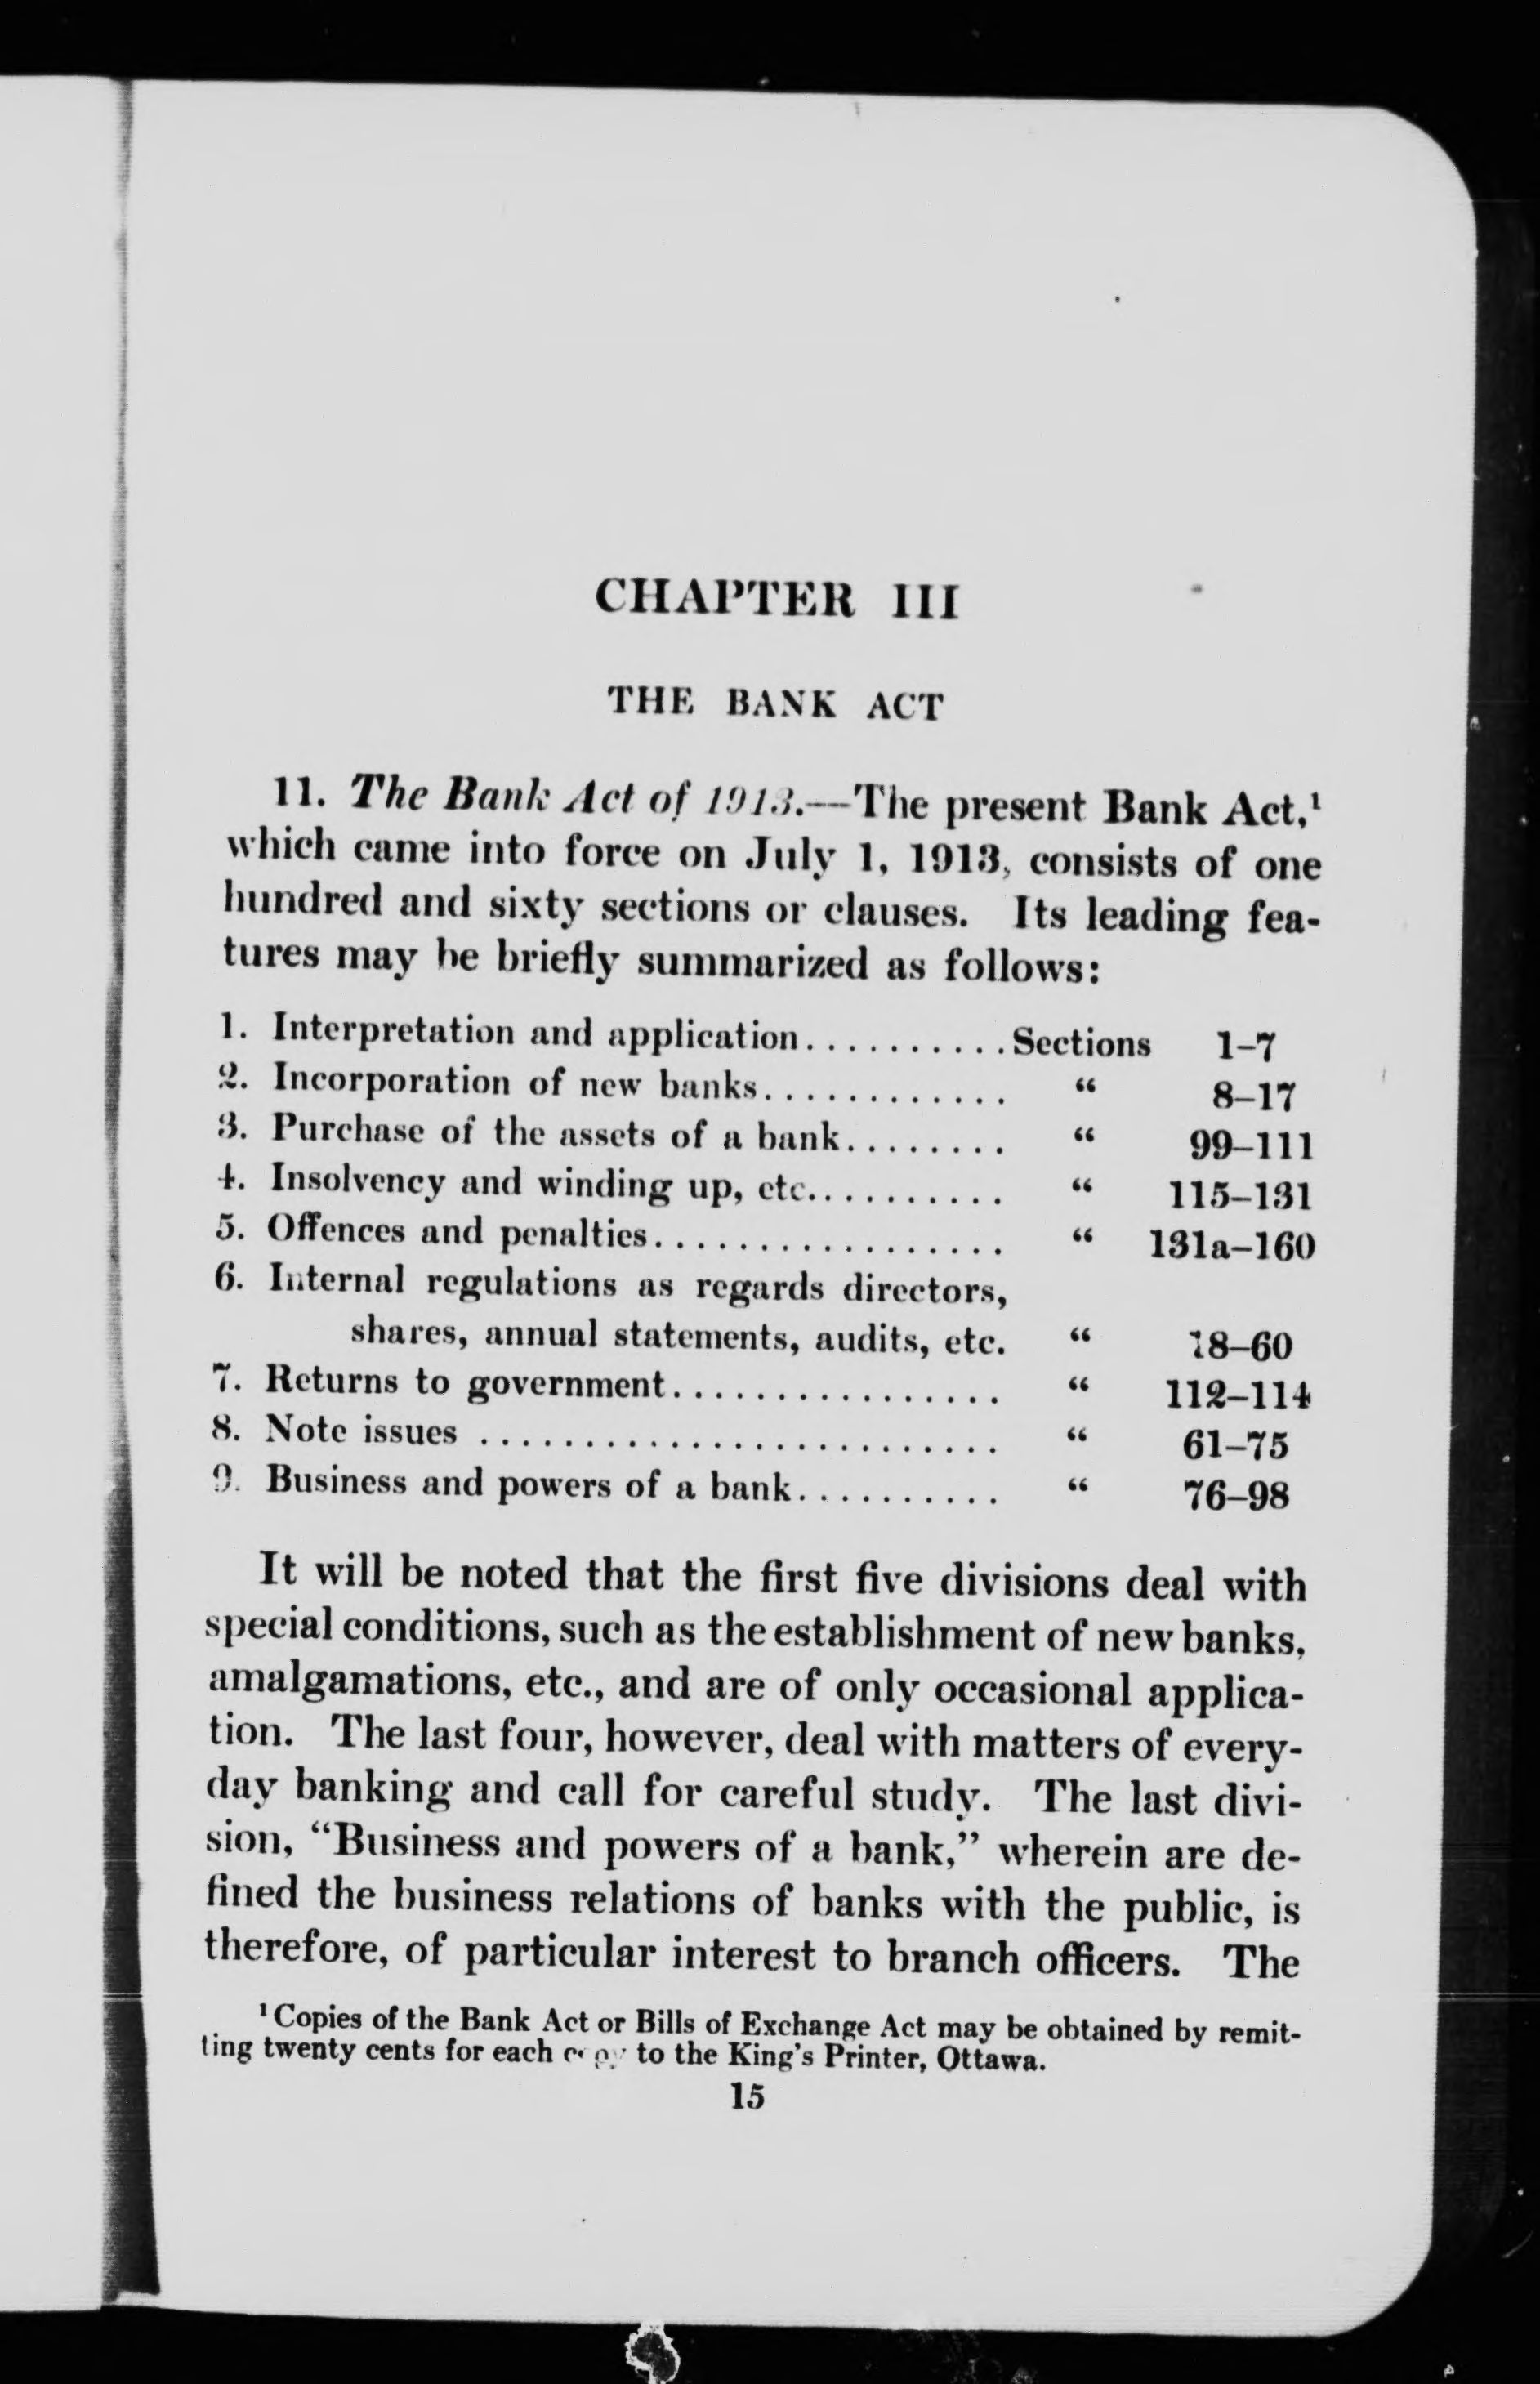 CHAPTER III
THE BANK ACT
11. The Bank Act of 1913.—The present Bank Act,¹
which came into force on July 1, 1913, consists of one
hundred and sixty sections or clauses. Its leading fea-
tures may be briefly summarized as follows:
1. Interpretation and application..........Sections 1–7
2. Incorporation of new banks............. “ 8–17
3. Purchase of the assets of a bank........ “ 99–111
4. Insolvency and winding up, etc.......... “ 115–131
5. Offences and penalties................. “ 131a–160
6. Internal regulations as regards directors,
shares, annual statements, audits, etc. “ 18–60
7. Returns to government................ “ 112–114
8. Note issues ......................... “ 61–75
9. Business and powers of a bank.......... “ 76–98
It will be noted that the first five divisions deal with
special conditions, such as the establishment of new banks,
amalgamations, etc., and are of only occasional applica-
tion. The last four, however, deal with matters of every-
day banking and call for careful study. The last divi-
sion, “Business and powers of a bank,” wherein are de-
fined the business relations of banks with the public, is
therefore, of particular interest to branch officers. The
¹ Copies of the Bank Act or Bills of Exchange Act may be obtained by remit-
ting twenty cents for each to the King's Printer, Ottawa.
15